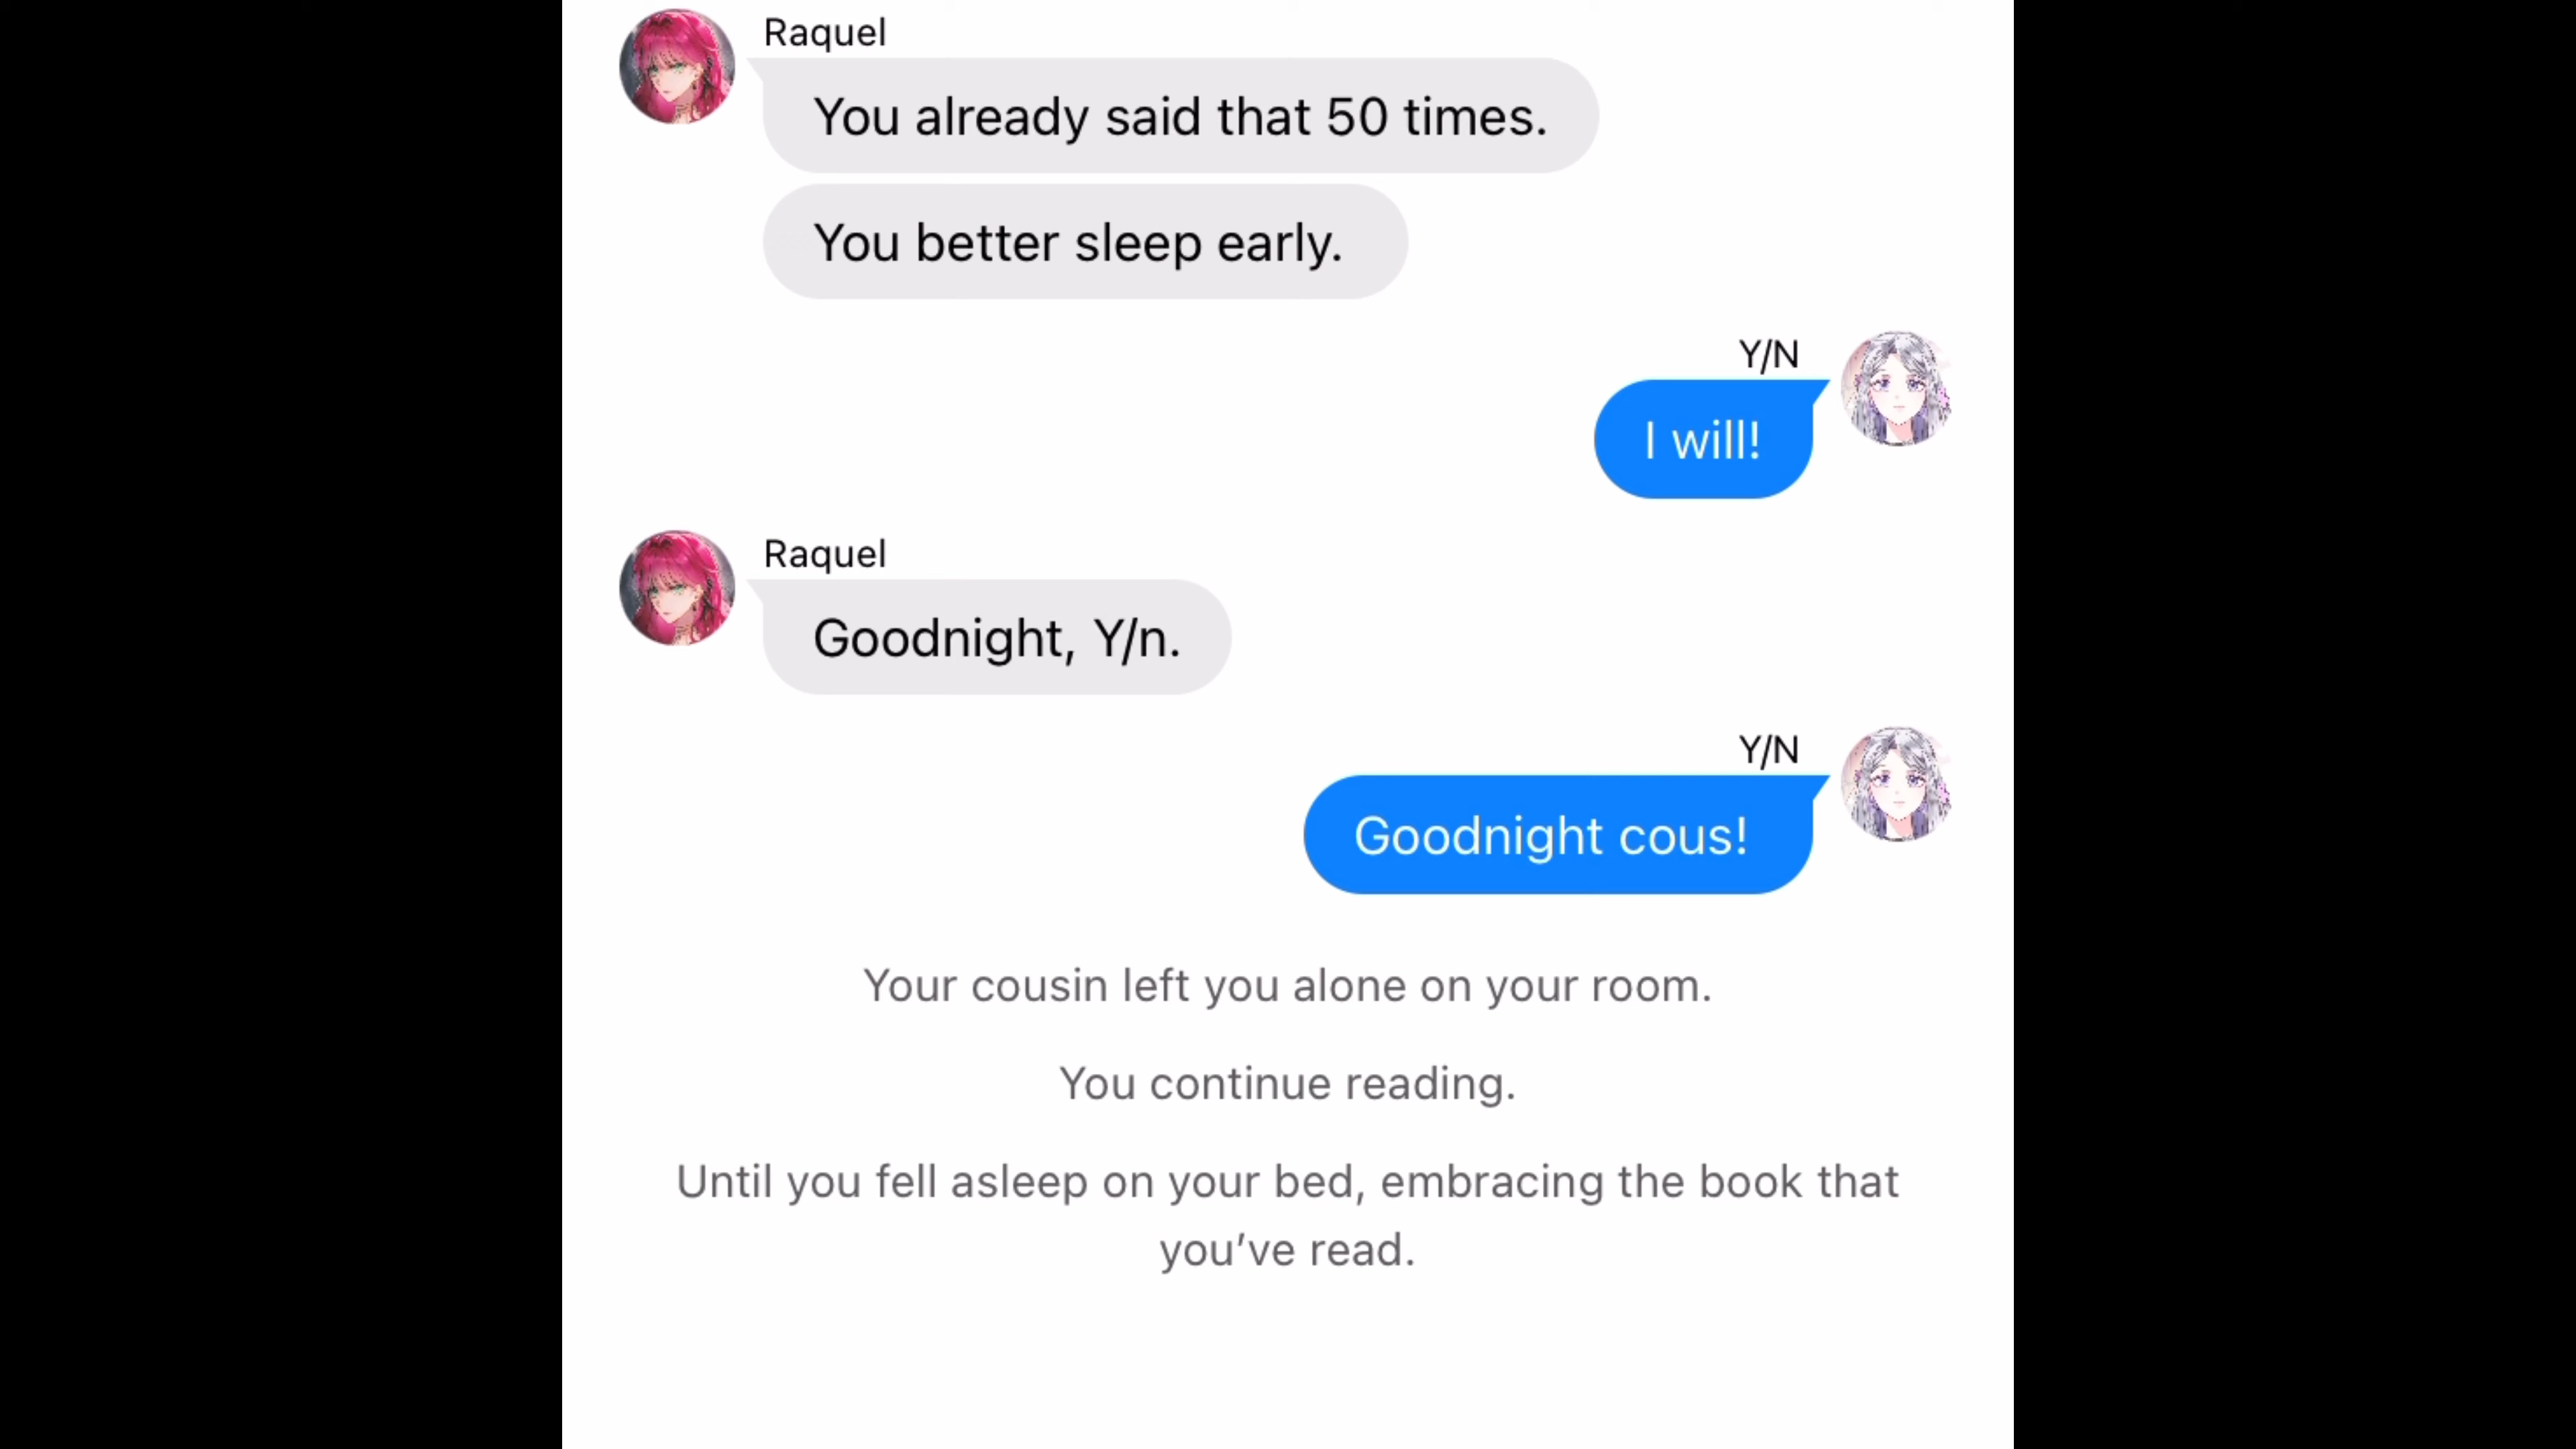 Raquel
You already said that 50 times.
You better sleep early.
Y/N
I will!
Raquel
Goodnight, Y/n.
Y/N
Goodnight cous!
Your cousin left you alone on your room.
You continue reading.
Until you fell asleep on your bed, embracing the book that
you’ve read.